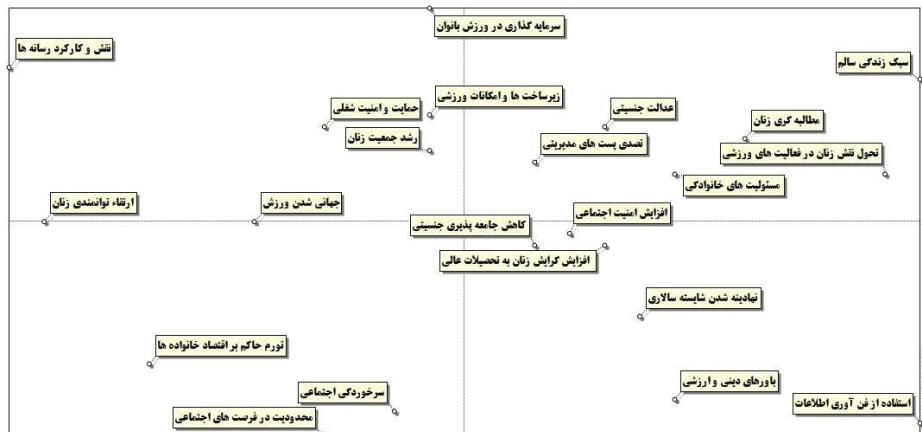 سرمایه گذاری در ورزش بانوان
نقش و کارکرد رسانه ها
سبک زندگی سالم
زیرساخت ها و امکانات ورزشی
حمایت و امنیت شغلی
عدالت جنسیتی
مطالبه گری زنان
رشد جمعیت زنان
تصدی پست های مدیریتی
تحول نقش زنان در فعالیت های ورزشی
مسئولیت های خانوادگی
ارتقاء توانمندی زنان
جهانی شدن ورزش
افزایش امنیت اجتماعی
کاهش جامعه پذیری جنسیتی
افزایش گرایش زنان به تحصیلات عالی
نهادینه شدن شایسته سالاری
تورم حاکم بر اقتصاد خانواده ها
باورهای دینی و ارزشی
سرخوردگی اجتماعی
استفاده از فن آوری اطلاعات
محدودیت در فرصت های اجتماعی